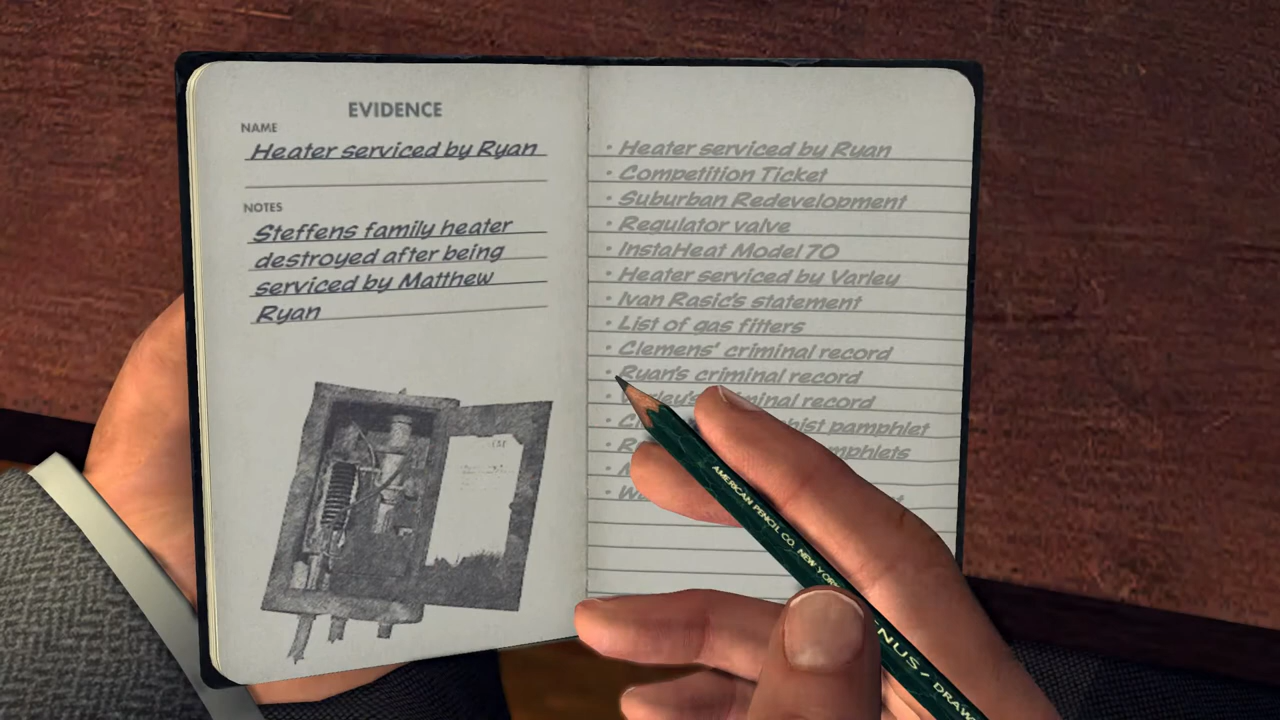 EVIDENCE
NAME
Heater serviced by Ryan
NOTES
Steffens family heater
destroyed after being
serviced by Matthew
Ryan
• Heater serviced by Ryan
• Competition Ticket
• Suburban Redevelopment
• Regulator valve
• InstaHeat Model 70
• Heater serviced by Varley
• Ivan Rasic's statement
• List of gas fitters
• Clemens' criminal record
• Ryan's criminal record
• Varley's criminal record
pamphlet
AMERICAN PENCIL CO. NEW YORK
DRAW